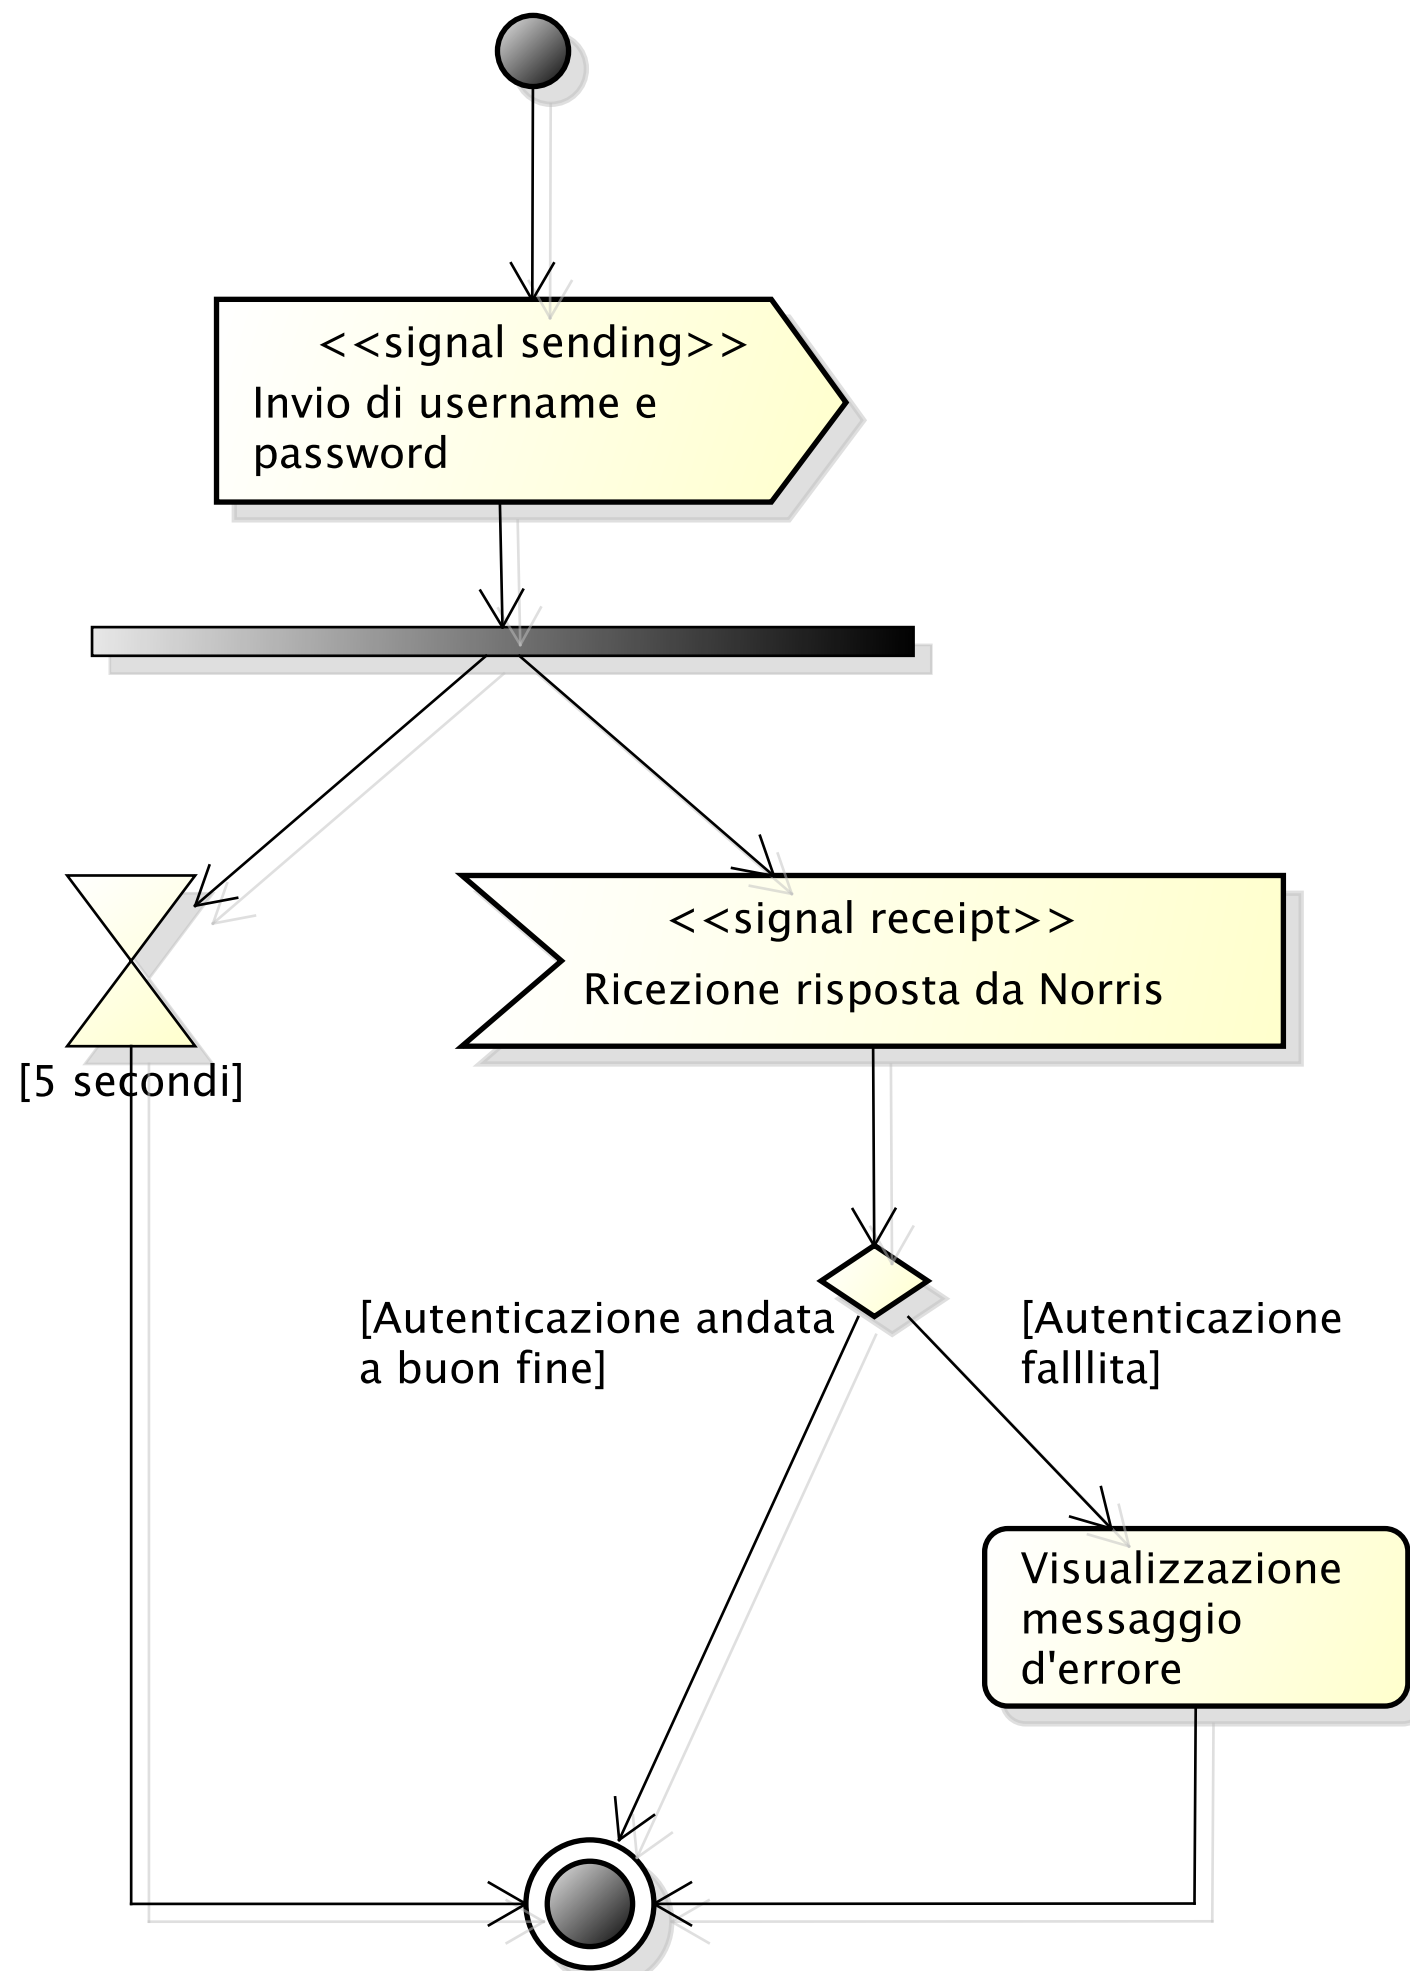 <<signal sending>>
Invio di username e
password
<<signal receipt>>
Ricezione risposta da Norris
[5 secondi]
[Autenticazione andata
a buon fine]
[Autenticazione
falllita]
Visualizzazione
messaggio
d'errore